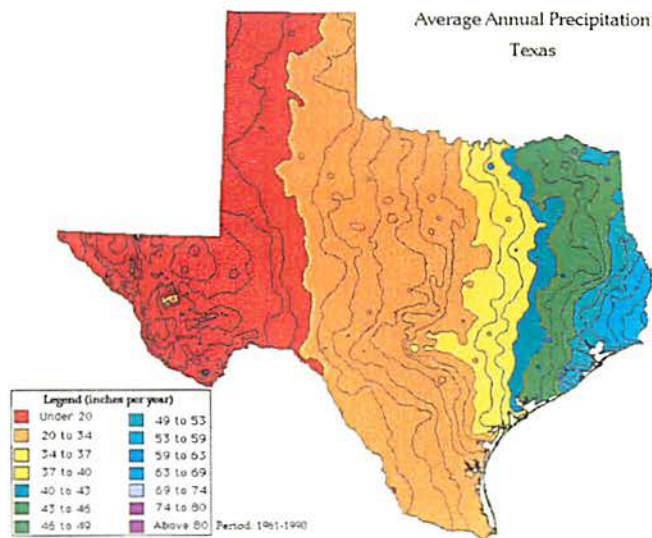 Average Annual Precipitation
Texas
Legend (inches per year)
Under 20
20 to 34
34 to 37
37 to 40
40 to 43
43 to 46
46 to 49
49 to 53
53 to 59
59 to 63
63 to 69
69 to 74
74 to 80
Above 80
Period: 1961-1990